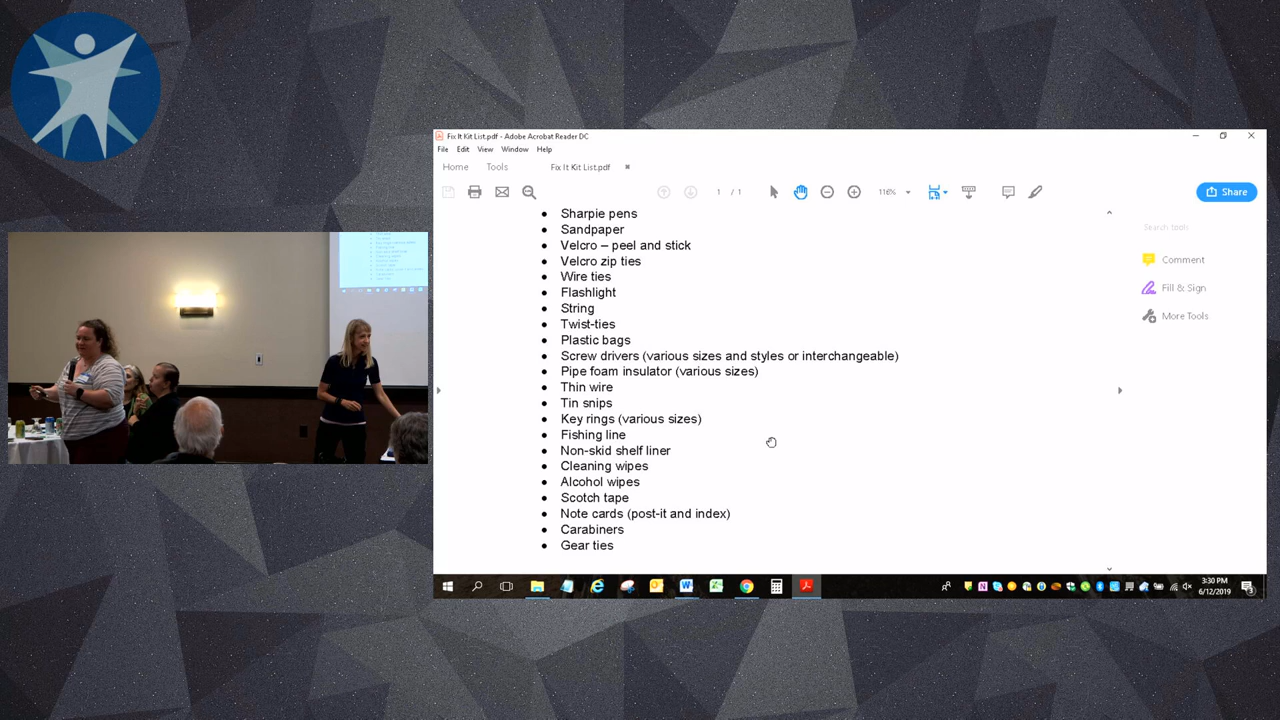 Fix It Kit List.pdf - Adobe Acrobat Reader DC
File Edit View Window Help
Home Tools Fix It Kit List.pdf
1 / 1
116%
Share
Sharpie pens
Sandpaper
Velcro – peel and stick
Velcro zip ties
Wire ties
Flashlight
String
Twist-ties
Plastic bags
Screw drivers (various sizes and styles or interchangeable)
Pipe foam insulator (various sizes)
Thin wire
Tin snips
Key rings (various sizes)
Fishing line
Non-skid shelf liner
Cleaning wipes
Alcohol wipes
Scotch tape
Note cards (post-it and index)
Carabiners
Gear ties
Search tools
Comment
Fill & Sign
More Tools
3:30 PM
6/12/2019